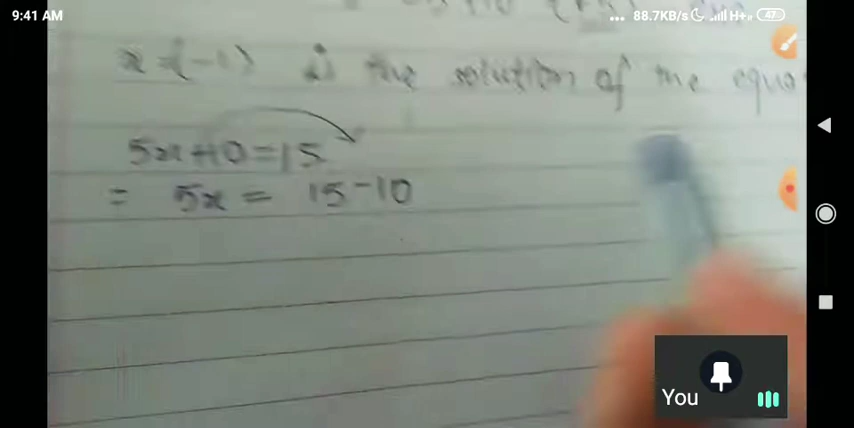 9:41 AM
... 88.7KB/s H+ 47
x=(-1) is the solution of the equa
5x+10=15
= 5x = 15-10
You